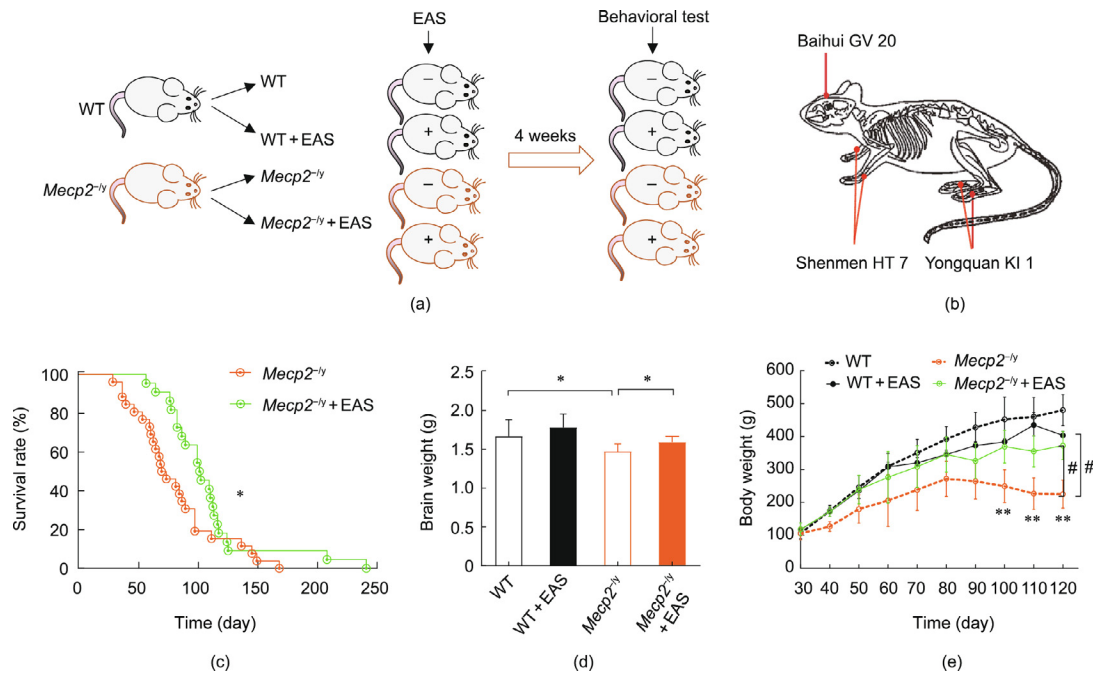 EAS
Behavioral test
WT
WT
WT + EAS
Mecp2⁻/ʸ
Mecp2⁻/ʸ
Mecp2⁻/ʸ + EAS
−
+
−
+
4 weeks
−
+
−
+
(a)
Baihui GV 20
Shenmen HT 7
Yongquan KI 1
(b)
Mecp2⁻/ʸ
Mecp2⁻/ʸ + EAS
Survival rate (%)
100
80
60
40
20
0
*
0 50 100 150 200 250
Time (day)
(c)
Brain weight (g)
2.5
2.0
1.5
1.0
0.5
0
* *
WT
WT + EAS
Mecp2⁻/ʸ
Mecp2⁻/ʸ
+ EAS
(d)
WT
WT + EAS
Mecp2⁻/ʸ
Mecp2⁻/ʸ + EAS
Body weight (g)
600
500
400
300
200
100
0
# #
** ** **
30 40 50 60 70 80 90 100 110 120
Time (day)
(e)